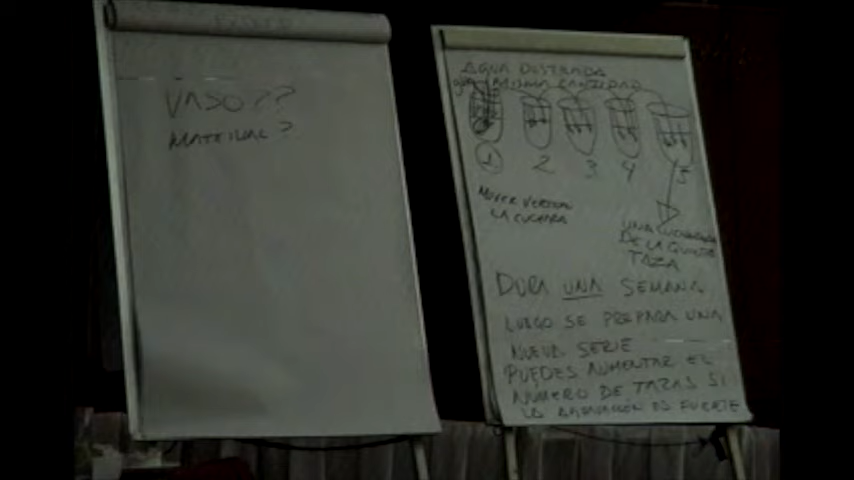 VASO??
MATERIAL?
AGUA DESTILADA
MISMA CANTIDAD
1 2 3 4 5
MOVER VERTICAL
LA CUCHARA
UNA CUCHARADA
DE LA QUINTA
TAZA
DURA UNA SEMANA
LUEGO SE PREPARA UNA
NUEVA SERIE
PUEDES AUMENTAR EL
NUMERO DE TAZAS SI
LA ES FUERTE